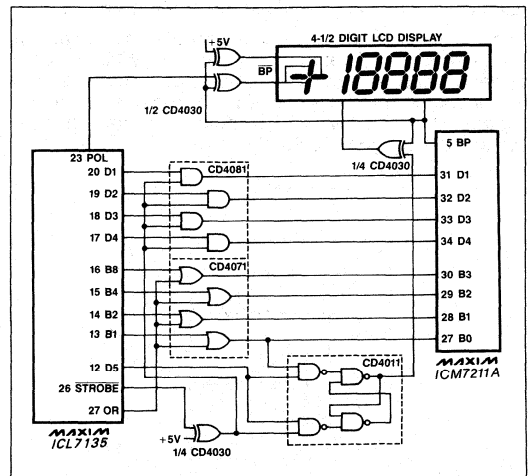 4-1/2 DIGIT LCD DISPLAY
+5V
BP
18888
1/2 CD4030
1/4 CD4030
23 POL
20 D1
19 D2
18 D3
17 D4
16 B8
15 B4
14 B2
13 B1
12 D5
26 STROBE
27 OR
MAXIM
ICL7135
CD4081
CD4071
CD4011
+5V
1/4 CD4030
5 BP
31 D1
32 D2
33 D3
34 D4
30 B3
29 B2
28 B1
27 B0
MAXIM
ICM7211A